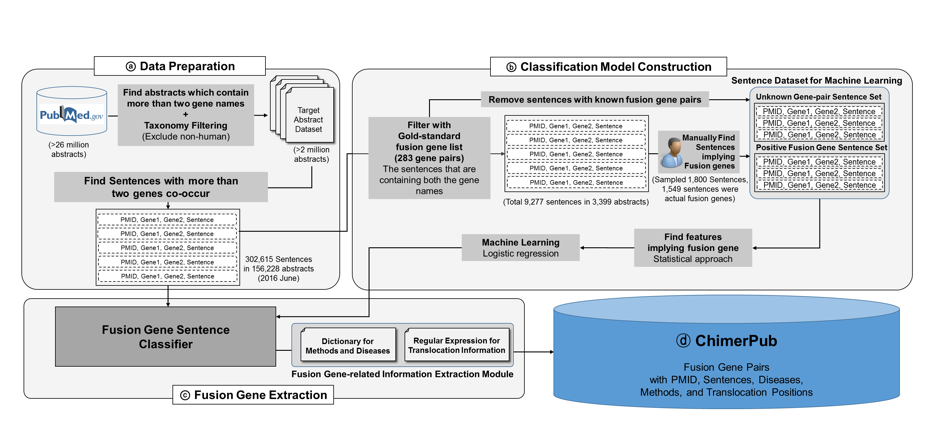 ⓐ Data Preparation
PubMed.gov
(>26 million
abstracts)
Find abstracts which contain
more than two gene names
+
Taxonomy Filtering
(Exclude non-human)
Target
Abstract
Dataset
(>2 million
abstracts)
Find Sentences with more than
two genes co-occur
PMID, Gene1, Gene2, Sentence
PMID, Gene1, Gene2, Sentence
PMID, Gene1, Gene2, Sentence
PMID, Gene1, Gene2, Sentence
PMID, Gene1, Gene2, Sentence
302,615 Sentences
in 156,228 abstracts
(2016 June)
ⓑ Classification Model Construction
Sentence Dataset for Machine Learning
Remove sentences with known fusion gene pairs
Filter with
Gold-standard
fusion gene list
(283 gene pairs)
The sentences that are
containing both the gene
names
PMID, Gene1, Gene2, Sentence
PMID, Gene1, Gene2, Sentence
PMID, Gene1, Gene2, Sentence
PMID, Gene1, Gene2, Sentence
PMID, Gene1, Gene2, Sentence
(Total 9,277 sentences in 3,399 abstracts)
Manually Find
Sentences
implying
Fusion genes
(Sampled 1,800 Sentences,
1,549 sentences were
actual fusion genes)
Unknown Gene-pair Sentence Set
PMID, Gene1, Gene2, Sentence
PMID, Gene1, Gene2, Sentence
PMID, Gene1, Gene2, Sentence
Positive Fusion Gene Sentence Set
PMID, Gene1, Gene2, Sentence
PMID, Gene1, Gene2, Sentence
PMID, Gene1, Gene2, Sentence
Find features
implying fusion gene
Statistical approach
Machine Learning
Logistic regression
Fusion Gene Sentence
Classifier
Dictionary for
Methods and Diseases
Regular Expression for
Translocation Information
Fusion Gene-related Information Extraction Module
ⓒ Fusion Gene Extraction
ⓓ ChimerPub
Fusion Gene Pairs
with PMID, Sentences, Diseases,
Methods, and Translocation Positions